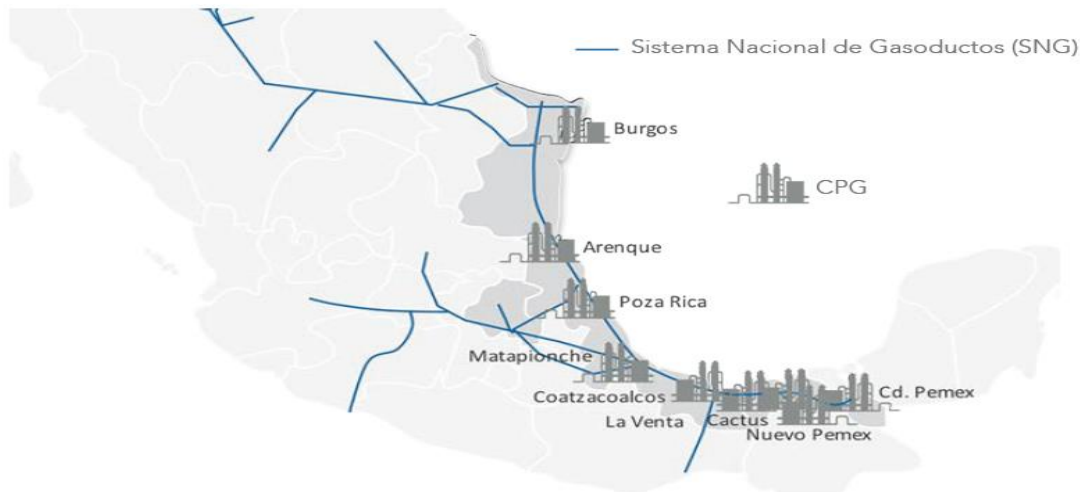 Sistema Nacional de Gasoductos (SNG)
Burgos
CPG
Arenque
Poza Rica
Matapionche
Coatzacoalcos
Cd. Pemex
La Venta
Cactus
Nuevo Pemex